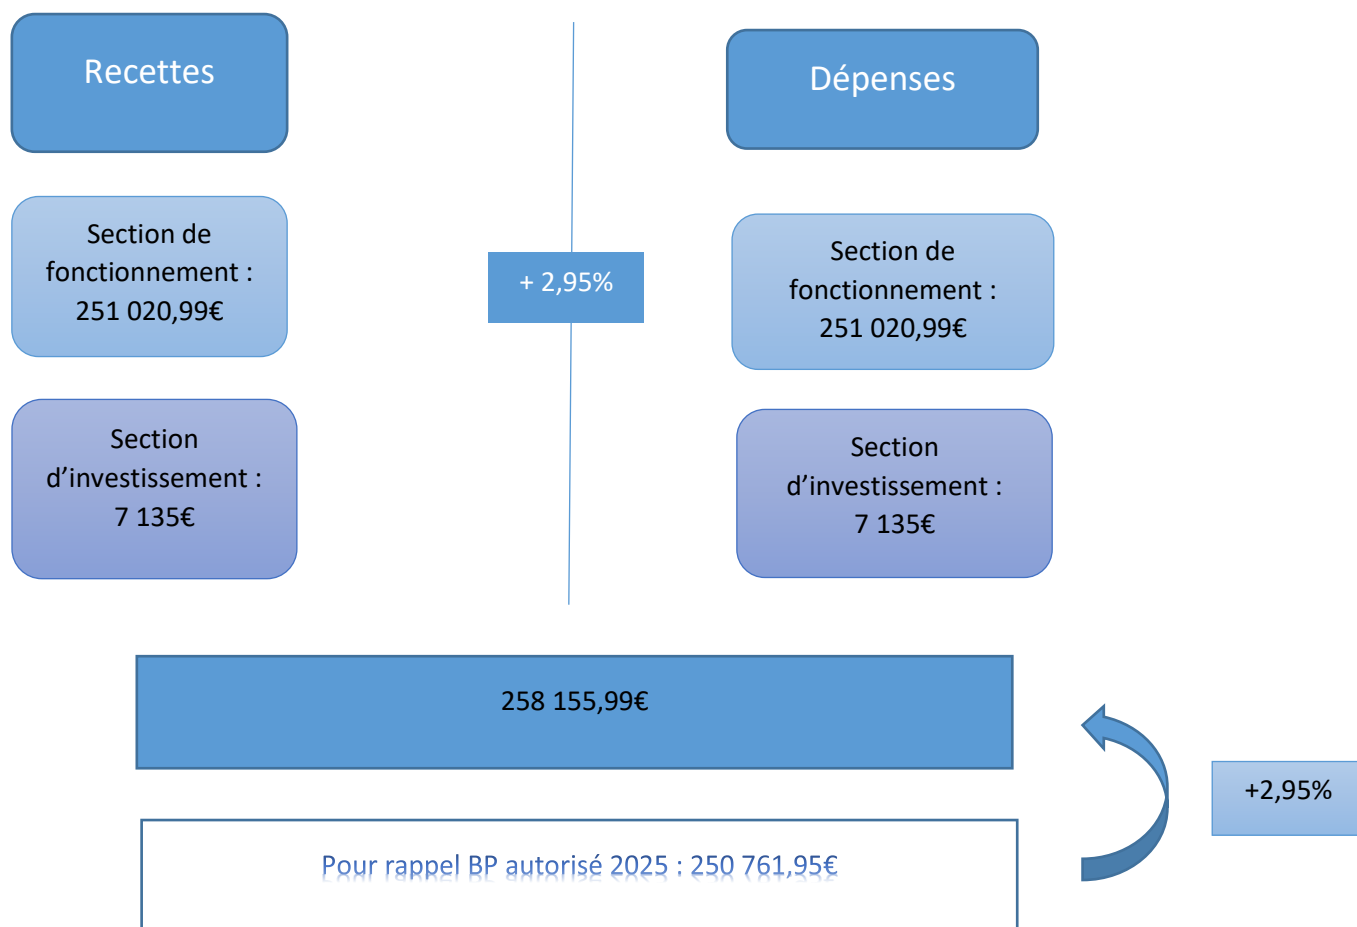 Recettes
Dépenses
Section de
fonctionnement :
251 020,99€
+ 2,95%
Section de
fonctionnement :
251 020,99€
Section
d’investissement :
7 135€
Section
d’investissement :
7 135€
258 155,99€
+2,95%
Pour rappel BP autorisé 2025 : 250 761,95€